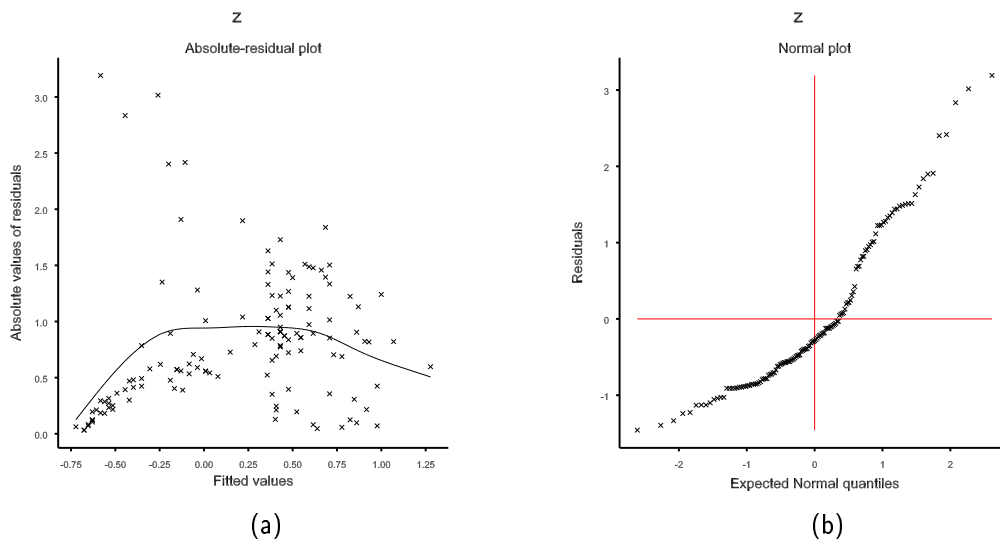 z
Absolute-residual plot
Absolute values of residuals
3.0
2.5
2.0
1.5
1.0
0.5
0.0
-0.75 -0.50 -0.25 0.00 0.25 0.50 0.75 1.00 1.25
Fitted values
(a)
z
Normal plot
Residuals
3
2
1
0
-1
-2 -1 0 1 2
Expected Normal quantiles
(b)